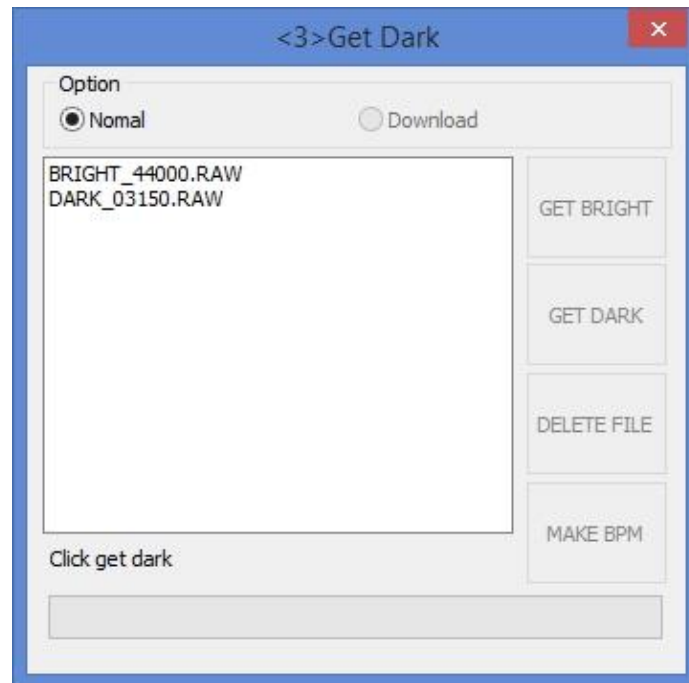 <3>Get Dark
Option
Nomal
Download
BRIGHT_44000.RAW
DARK_03150.RAW
GET BRIGHT
GET DARK
DELETE FILE
MAKE BPM
Click get dark